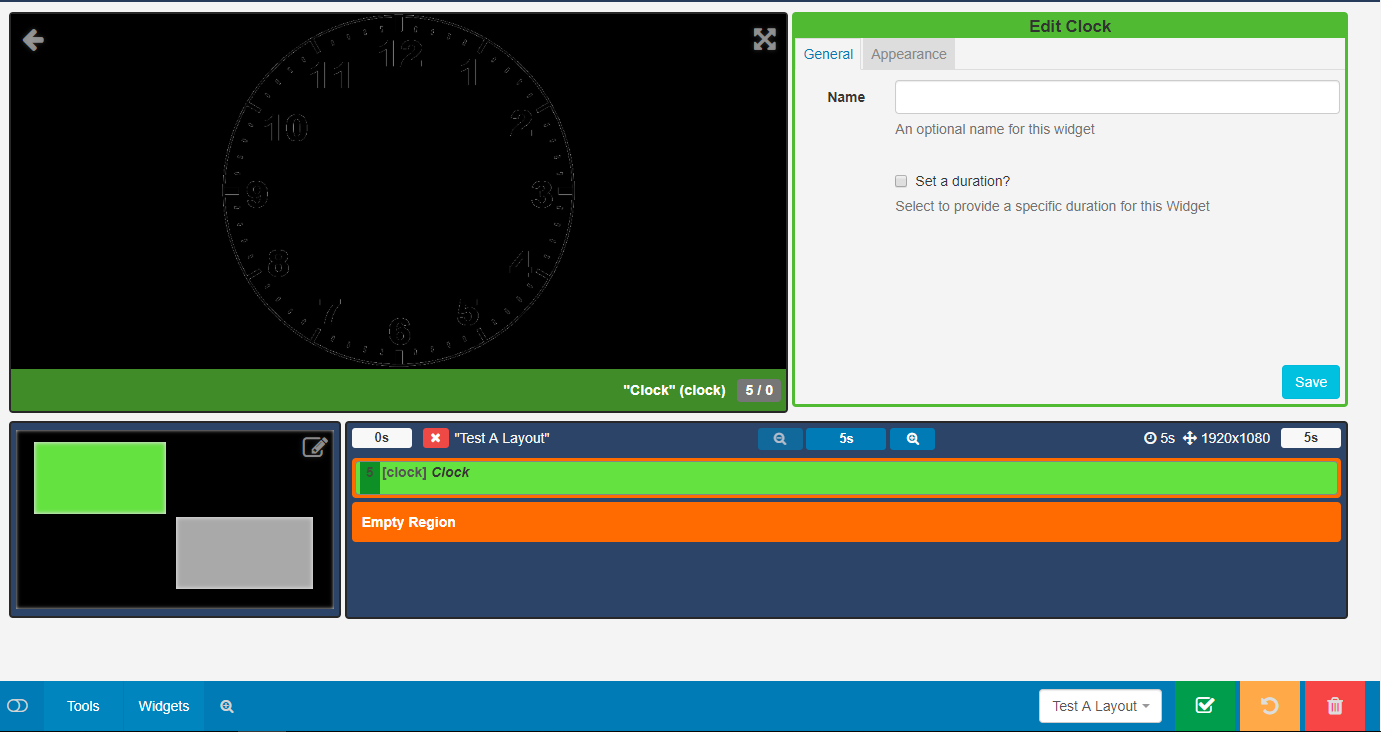 12
11
1
10
2
9
3
8
4
7
5
6
"Clock" (clock) 5 / 0
Edit Clock
General Appearance
Name
An optional name for this widget
Set a duration?
Select to provide a specific duration for this Widget
Save
0s "Test A Layout" 5s 5s 1920x1080 5s
5 [clock] Clock
Empty Region
Tools Widgets Test A Layout